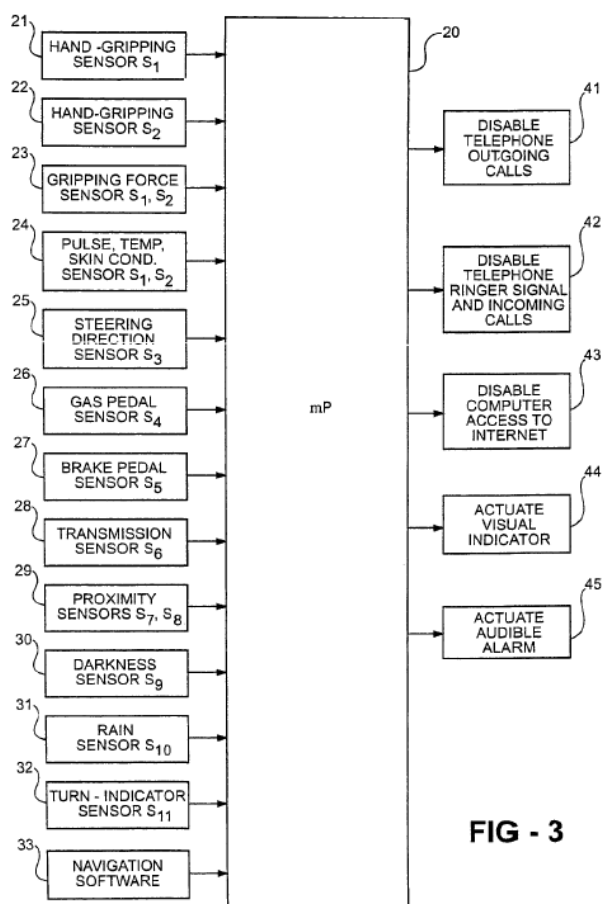 21
HAND -GRIPPING
SENSOR S1
22
HAND-GRIPPING
SENSOR S2
23
GRIPPING FORCE
SENSOR S1, S2
24
PULSE, TEMP,
SKIN COND.
SENSOR S1, S2
25
STEERING
DIRECTION
SENSOR S3
26
GAS PEDAL
SENSOR S4
27
BRAKE PEDAL
SENSOR S5
28
TRANSMISSION
SENSOR S6
29
PROXIMITY
SENSORS S7, S8
30
DARKNESS
SENSOR S9
31
RAIN
SENSOR S10
32
TURN - INDICATOR
SENSOR S11
33
NAVIGATION
SOFTWARE
20
mP
41
DISABLE
TELEPHONE
OUTGOING
CALLS
42
DISABLE
TELEPHONE
RINGER SIGNAL
AND INCOMING
CALLS
43
DISABLE
COMPUTER
ACCESS TO
INTERNET
44
ACTUATE
VISUAL
INDICATOR
45
ACTUATE
AUDIBLE
ALARM
FIG - 3